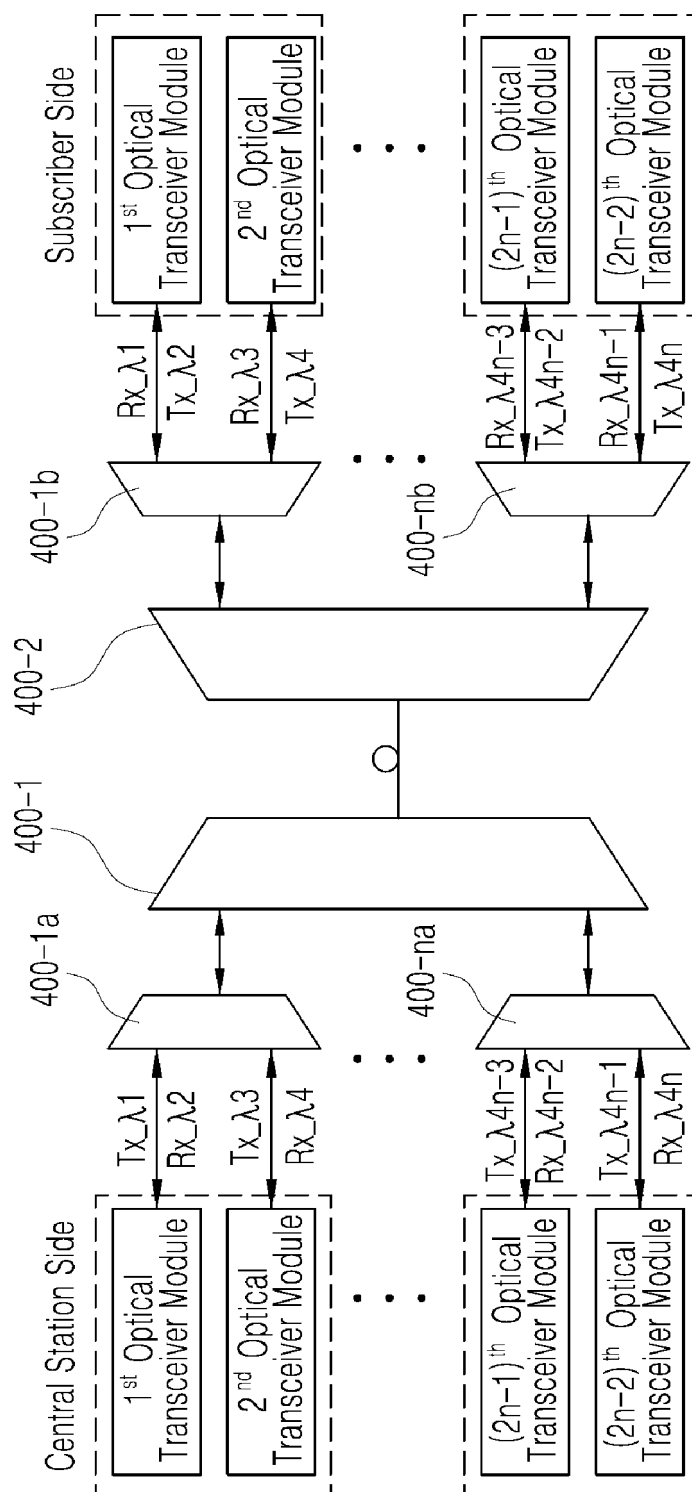 Central Station Side
1st Optical
Transceiver Module
2nd Optical
Transceiver Module
(2n-1)th Optical
Transceiver Module
(2n-2)th Optical
Transceiver Module
Tx_λ1
Rx_λ2
Tx_λ3
Rx_λ4
Tx_λ4n-3
Rx_λ4n-2
Tx_λ4n-1
Rx_λ4n
400-1a
400-na
400-1
400-2
400-1b
400-nb
Rx_λ1
Tx_λ2
Rx_λ3
Tx_λ4
Rx_λ4n-3
Tx_λ4n-2
Rx_λ4n-1
Tx_λ4n
Subscriber Side
1st Optical
Transceiver Module
2nd Optical
Transceiver Module
(2n-1)th Optical
Transceiver Module
(2n-2)th Optical
Transceiver Module